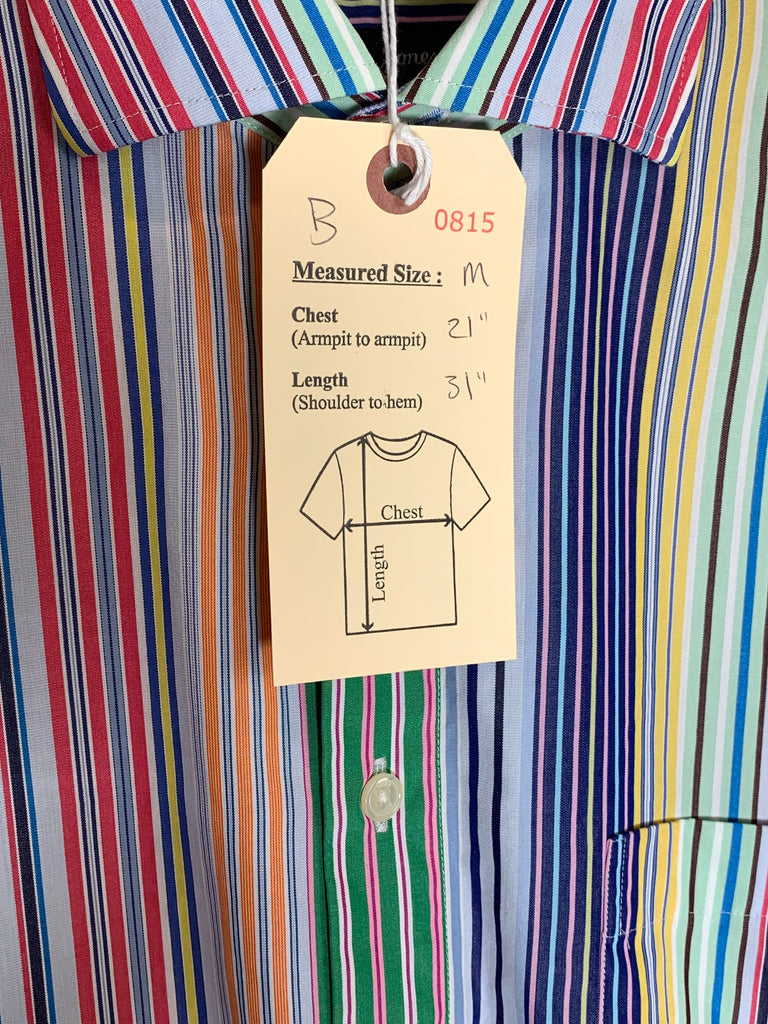 B
0815
Measured Size : M
Chest 21"
(Armpit to armpit)
Length 31"
(Shoulder to hem)
Chest
Length